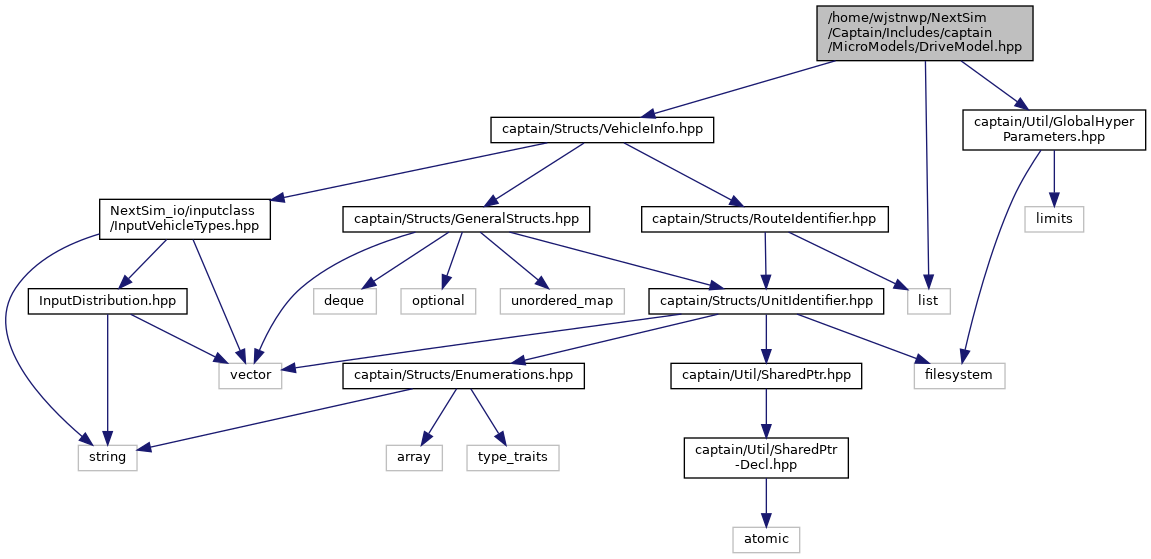 /home/wjstnwp/NextSim
/Captain/Includes/captain
/MicroModels/DriveModel.hpp
captain/Structs/VehicleInfo.hpp
captain/Util/GlobalHyper
Parameters.hpp
NextSim_io/inputclass
/InputVehicleTypes.hpp
captain/Structs/GeneralStructs.hpp
captain/Structs/RouteIdentifier.hpp
limits
InputDistribution.hpp
deque
optional
unordered_map
captain/Structs/UnitIdentifier.hpp
list
vector
captain/Structs/Enumerations.hpp
captain/Util/SharedPtr.hpp
filesystem
string
array
type_traits
captain/Util/SharedPtr
-Decl.hpp
atomic